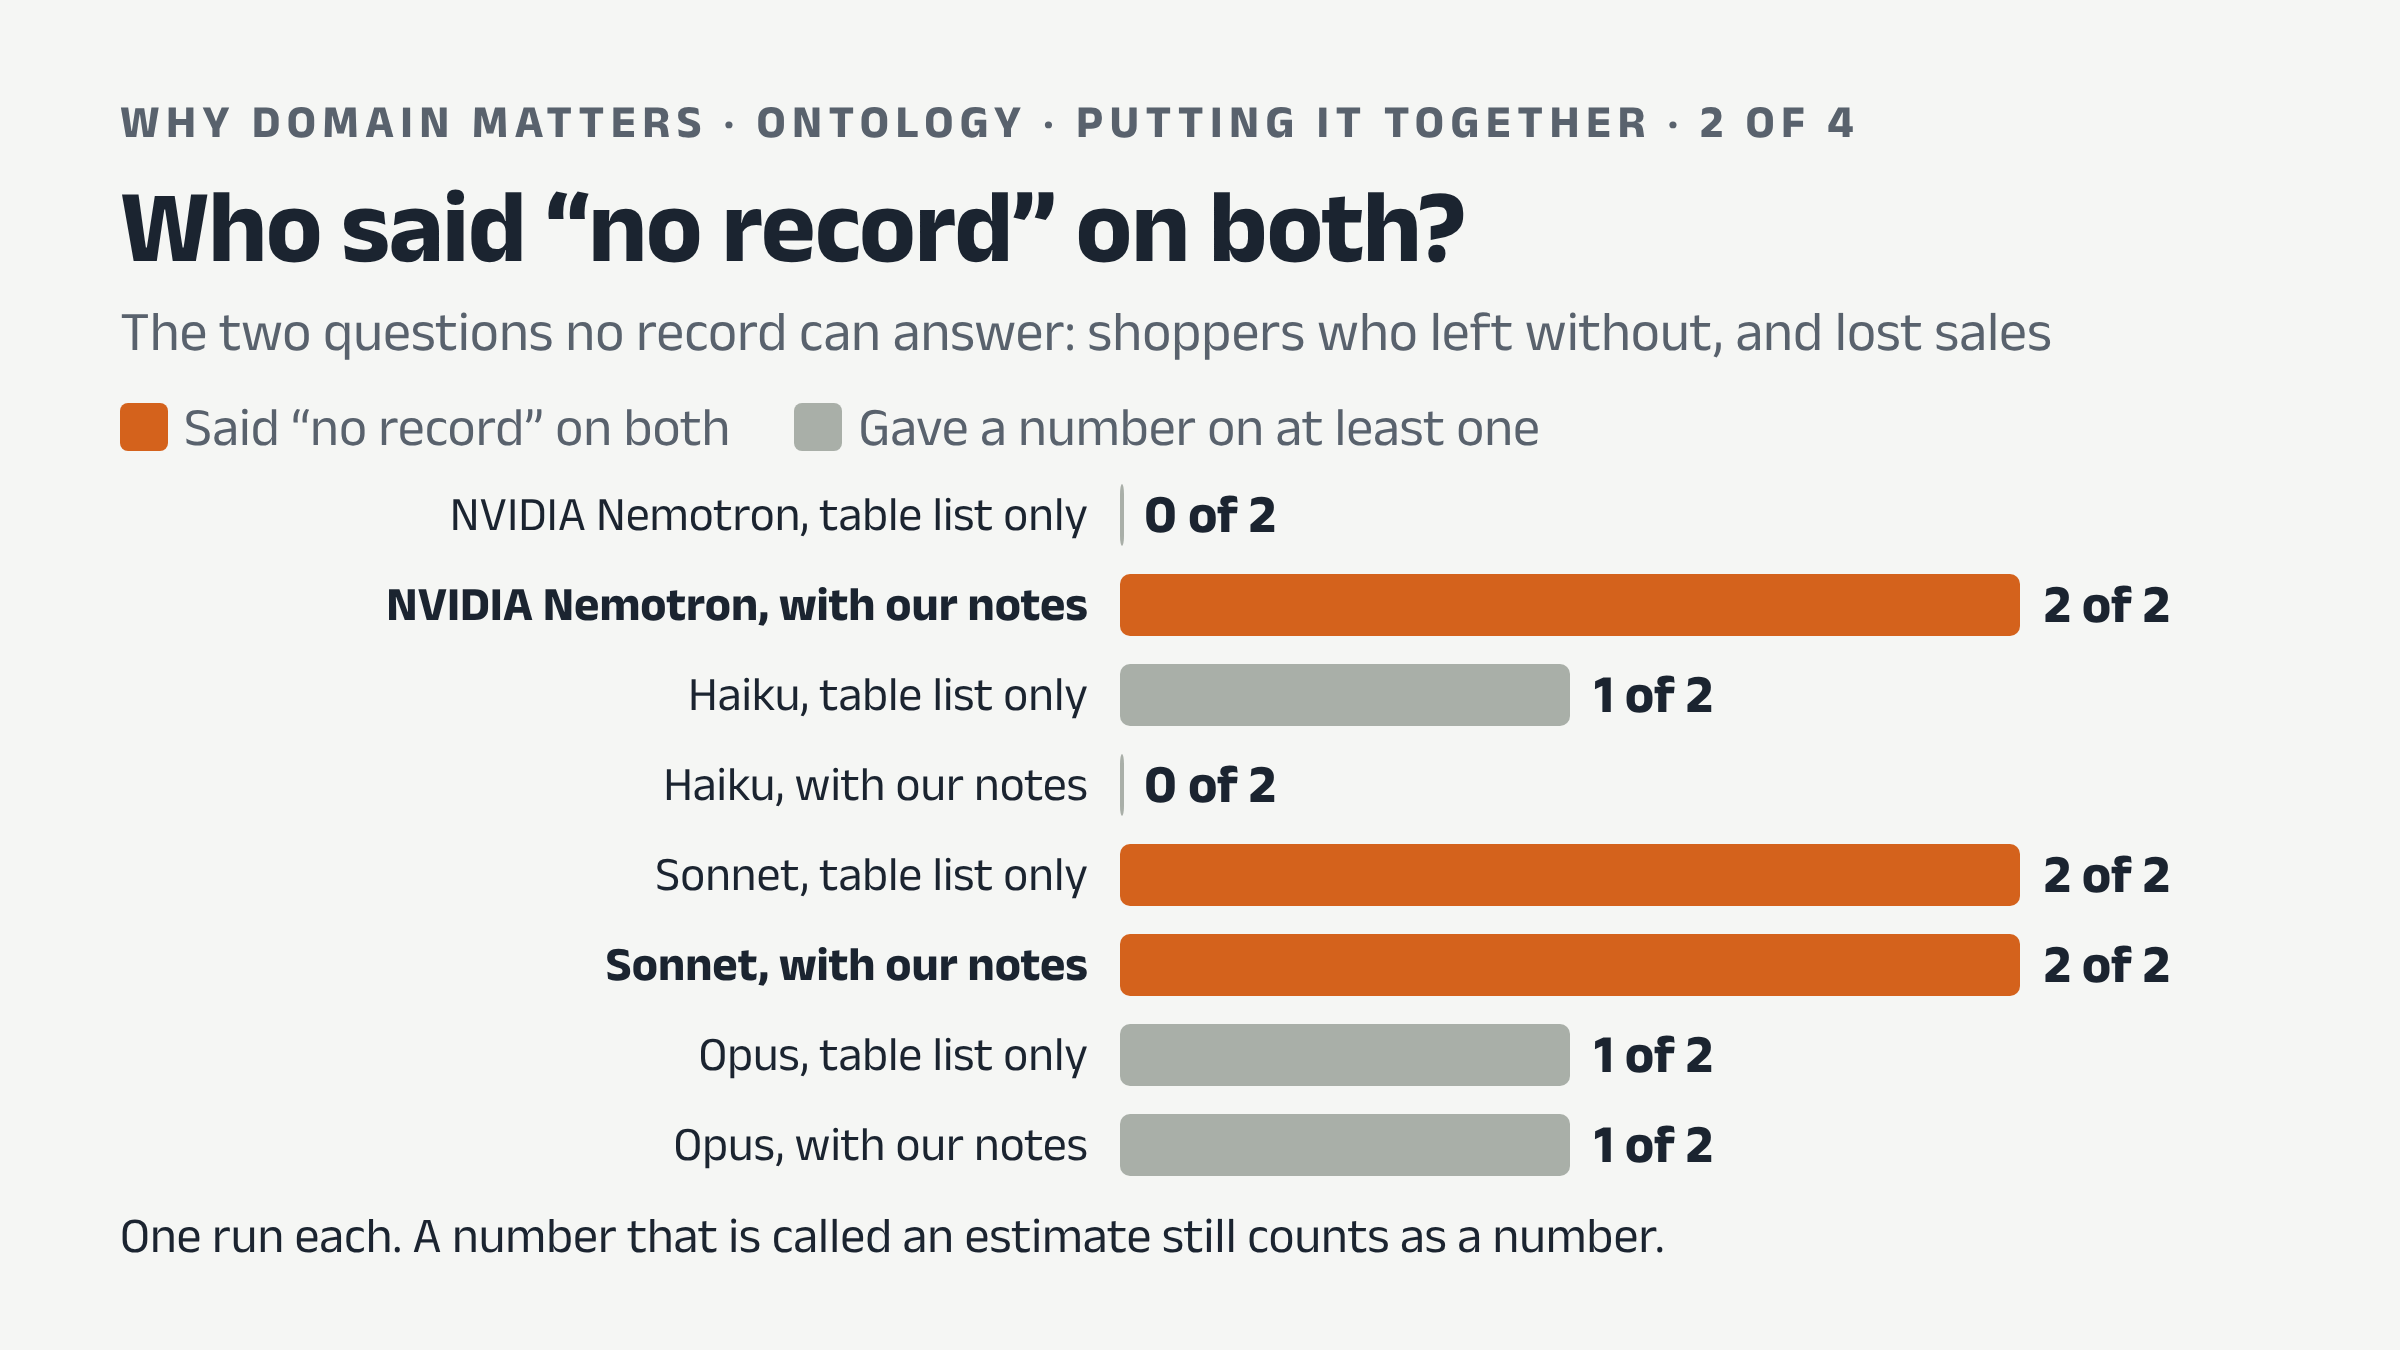 WHY DOMAIN MATTERS · ONTOLOGY · PUTTING IT TOGETHER · 2 OF 4
Who said “no record” on both?
The two questions no record can answer: shoppers who left without, and lost sales
Said “no record” on both
Gave a number on at least one
NVIDIA Nemotron, table list only 0 of 2
NVIDIA Nemotron, with our notes 2 of 2
Haiku, table list only 1 of 2
Haiku, with our notes 0 of 2
Sonnet, table list only 2 of 2
Sonnet, with our notes 2 of 2
Opus, table list only 1 of 2
Opus, with our notes 1 of 2
One run each. A number that is called an estimate still counts as a number.